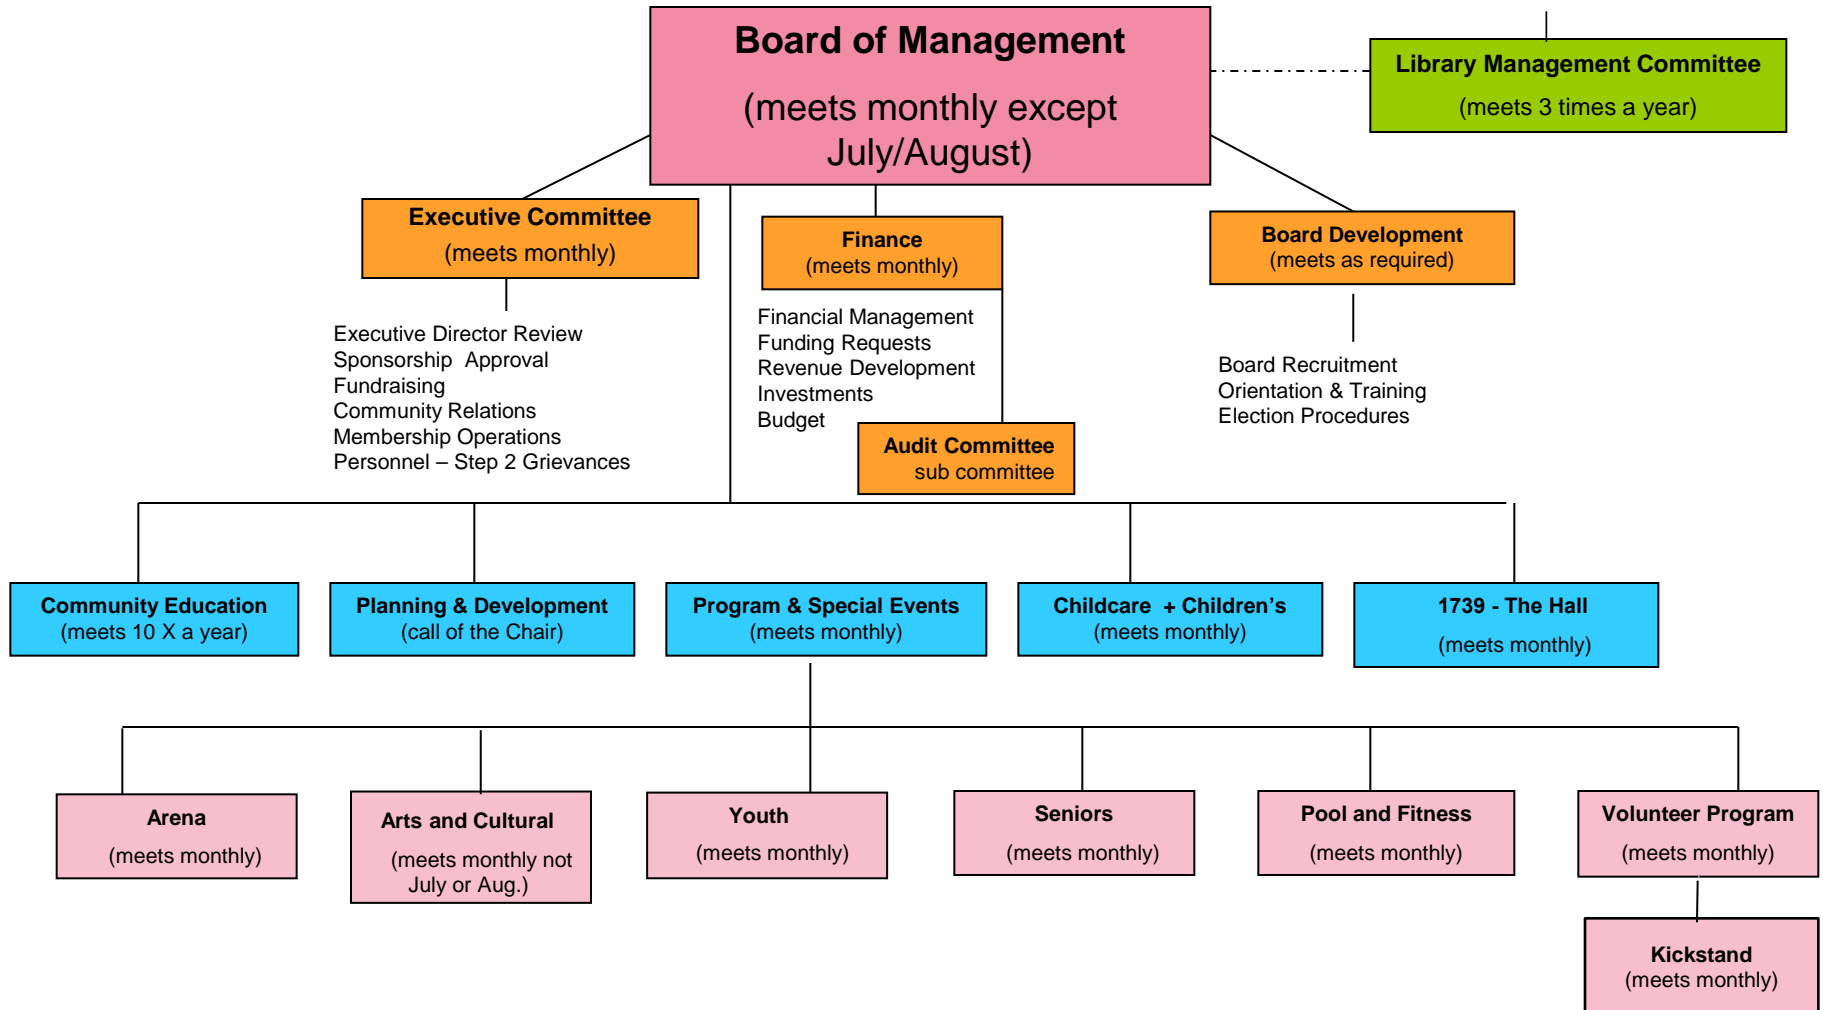 Board of Management
(meets monthly except
July/August)
Library Management Committee
(meets 3 times a year)
Executive Committee
(meets monthly)
Finance
(meets monthly)
Board Development
(meets as required)
Executive Director Review
Sponsorship Approval
Fundraising
Community Relations
Membership Operations
Personnel – Step 2 Grievances
Financial Management
Funding Requests
Revenue Development
Investments
Budget
Audit Committee
sub committee
Board Recruitment
Orientation & Training
Election Procedures
Community Education
(meets 10 X a year)
Planning & Development
(call of the Chair)
Program & Special Events
(meets monthly)
Childcare + Children’s
(meets monthly)
1739 - The Hall
(meets monthly)
Arena
(meets monthly)
Arts and Cultural
(meets monthly not
July or Aug.)
Youth
(meets monthly)
Seniors
(meets monthly)
Pool and Fitness
(meets monthly)
Volunteer Program
(meets monthly)
Kickstand
(meets monthly)